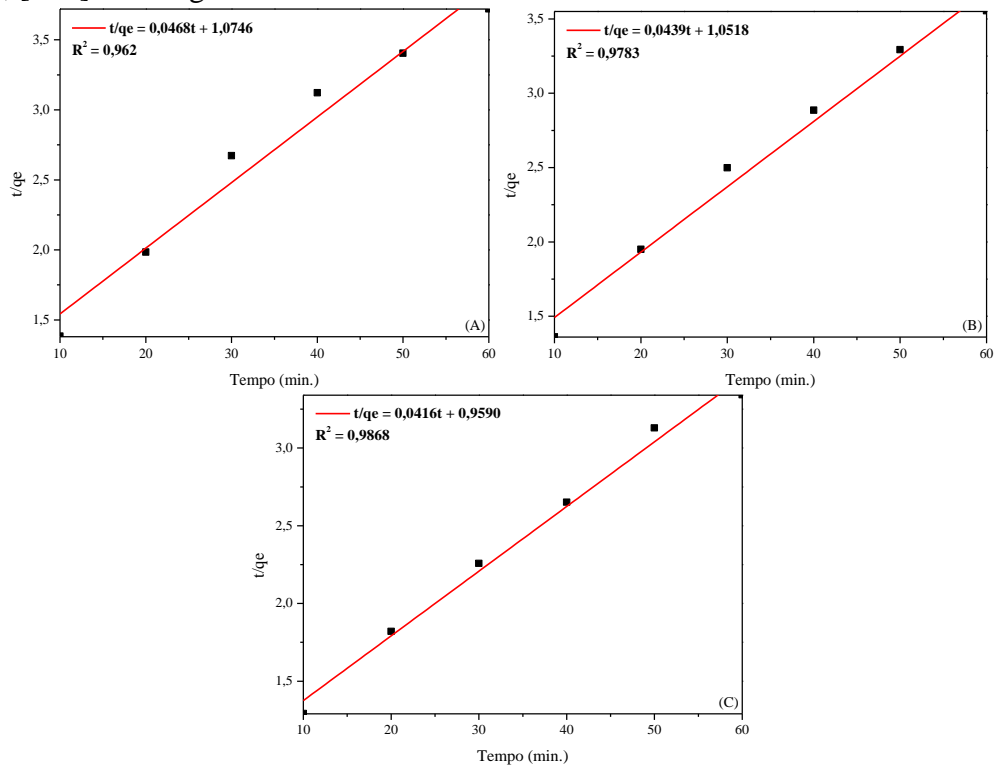 t/qe = 0,0468t + 1,0746
R² = 0,962
3,5
3,0
2,5
2,0
1,5
t/qe
10 20 30 40 50 60
Tempo (min.)
(A)
t/qe = 0,0439t + 1,0518
R² = 0,9783
3,5
3,0
2,5
2,0
1,5
t/qe
10 20 30 40 50 60
Tempo (min.)
(B)
t/qe = 0,0416t + 0,9590
R² = 0,9868
3,0
2,5
2,0
1,5
t/qe
10 20 30 40 50 60
Tempo (min.)
(C)